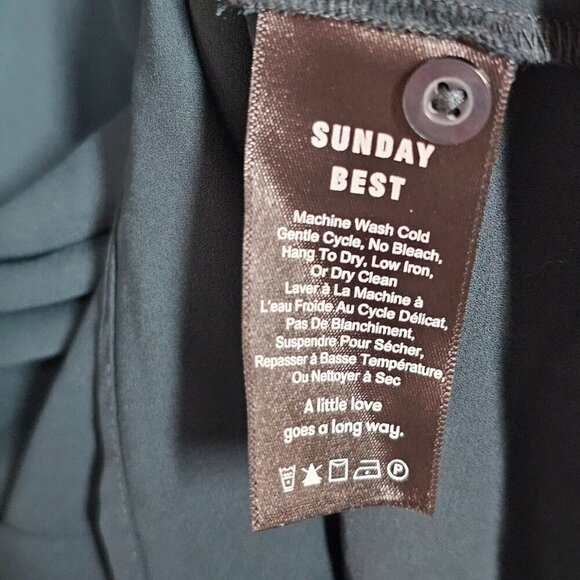 SUNDAY
BEST
Machine Wash Cold
Gentle Cycle, No Bleach,
Hang To Dry, Low Iron,
Or Dry Clean
Laver à La Machine à
L'eau Froide Au Cycle Délicat,
Pas De Blanchiment,
Suspendre Pour Sécher,
Repasser à Basse Température,
Ou Nettoyer à Sec
A little love
goes a long way.
P